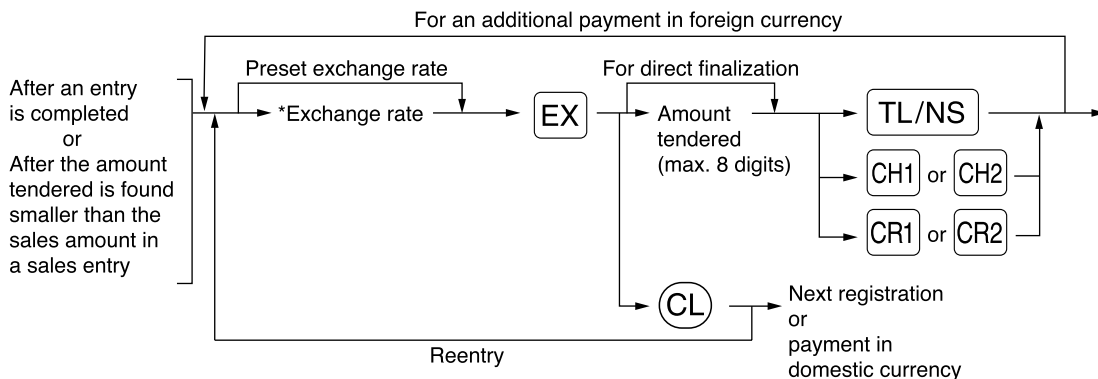 For an additional payment in foreign currency
After an entry
is completed
or
After the amount
tendered is found
smaller than the
sales amount in
a sales entry
Preset exchange rate
*Exchange rate
EX
For direct finalization
Amount
tendered
(max. 8 digits)
TL/NS
CH1 or CH2
CR1 or CR2
CL
Next registration
or
payment in
domestic currency
Reentry